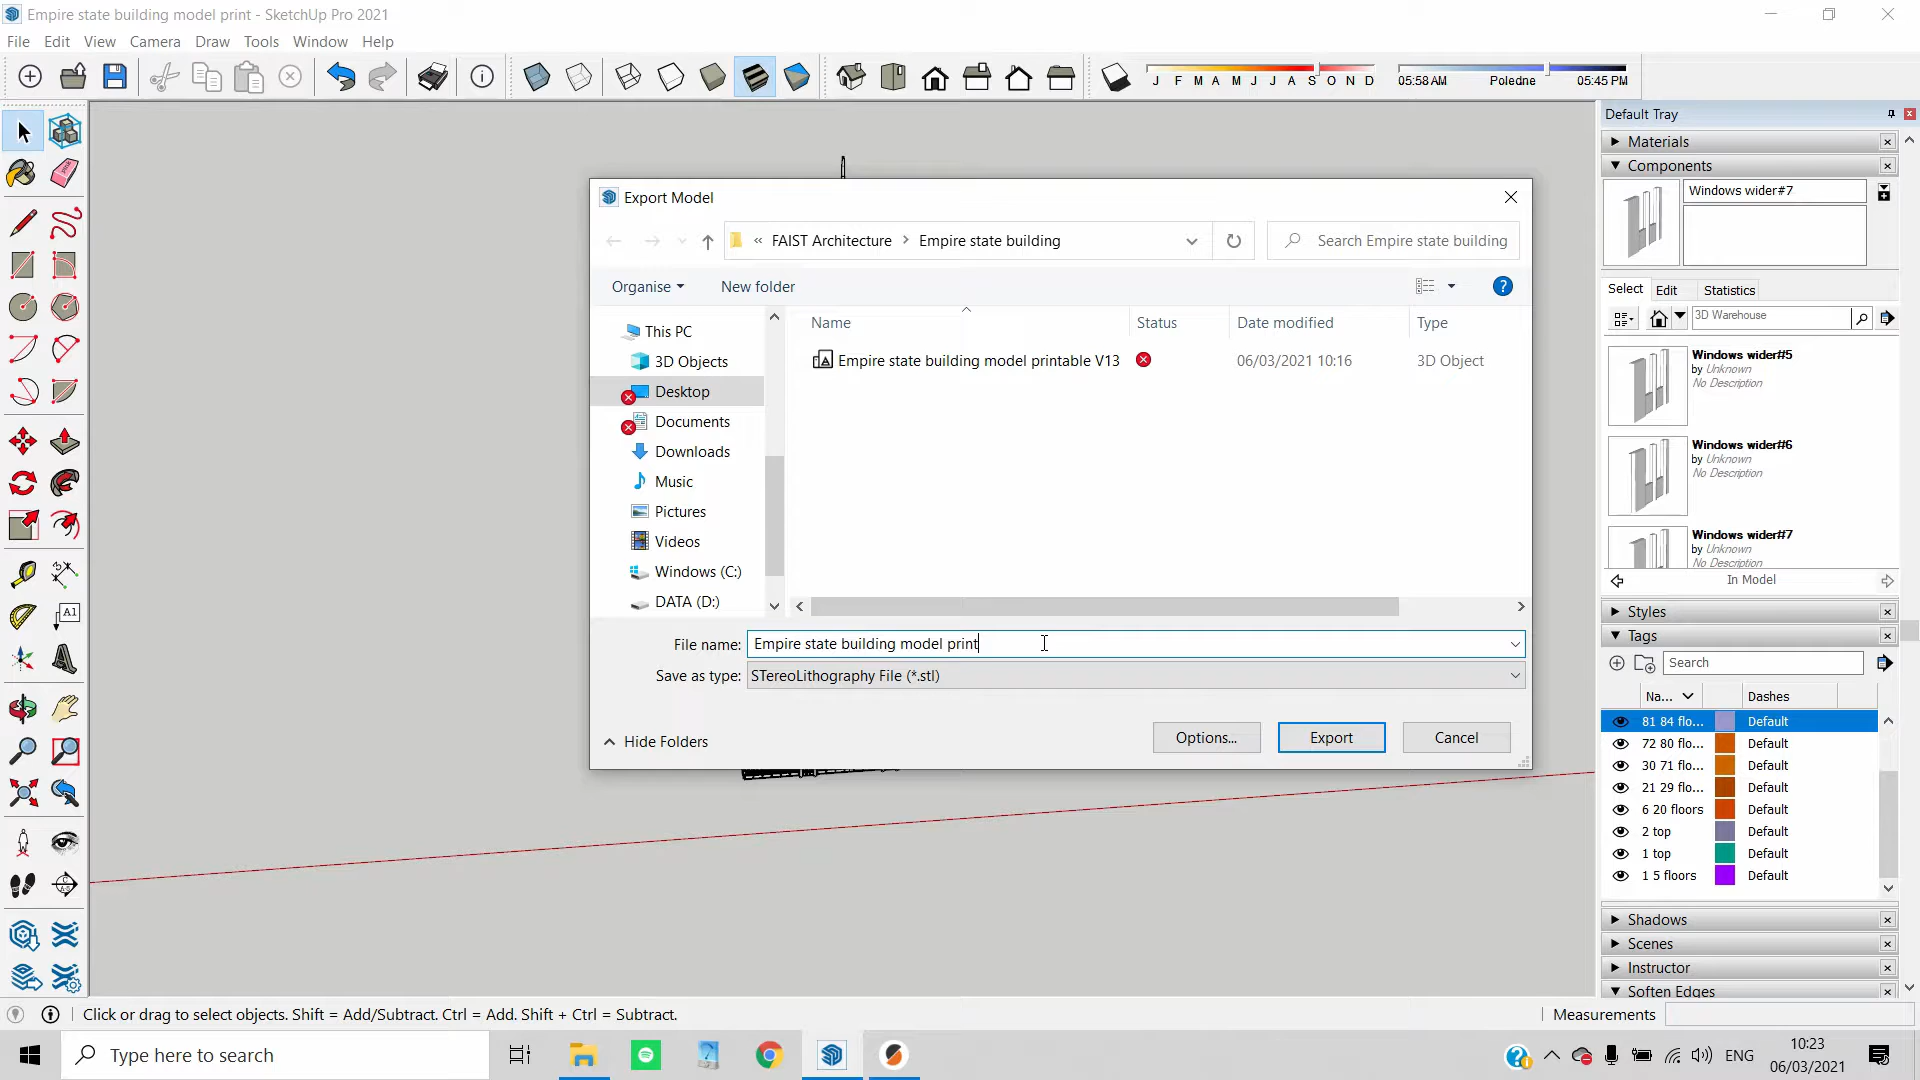 Empire state building model print - SketchUp Pro 2021
File Edit View Camera Draw Tools Window Help
J F M A M J J A S O N D
05:58 AM Poledne 05:45 PM
Default Tray
Materials
Components
Windows wider#7
Select Edit Statistics
3D Warehouse
Windows wider#5
by Unknown
No Description
Windows wider#6
by Unknown
No Description
Windows wider#7
by Unknown
No Description
In Model
Styles
Tags
Search
Na... Dashes
81 84 flo... Default
72 80 flo... Default
30 71 flo... Default
21 29 flo... Default
6 20 floors Default
2 top Default
1 top Default
1 5 floors Default
Shadows
Scenes
Instructor
Soften Edges
Export Model
« FAIST Architecture > Empire state building
Search Empire state building
Organise New folder
This PC
3D Objects
Desktop
Documents
Downloads
Music
Pictures
Videos
Windows (C:)
DATA (D:)
Name Status Date modified Type
Empire state building model printable V13 06/03/2021 10:16 3D Object
File name: Empire state building model print
Save as type: STereoLithography File (*.stl)
Hide Folders
Options... Export Cancel
A1
Click or drag to select objects. Shift = Add/Subtract. Ctrl = Add. Shift + Ctrl = Subtract.
Measurements
Type here to search
ENG
10:23
06/03/2021